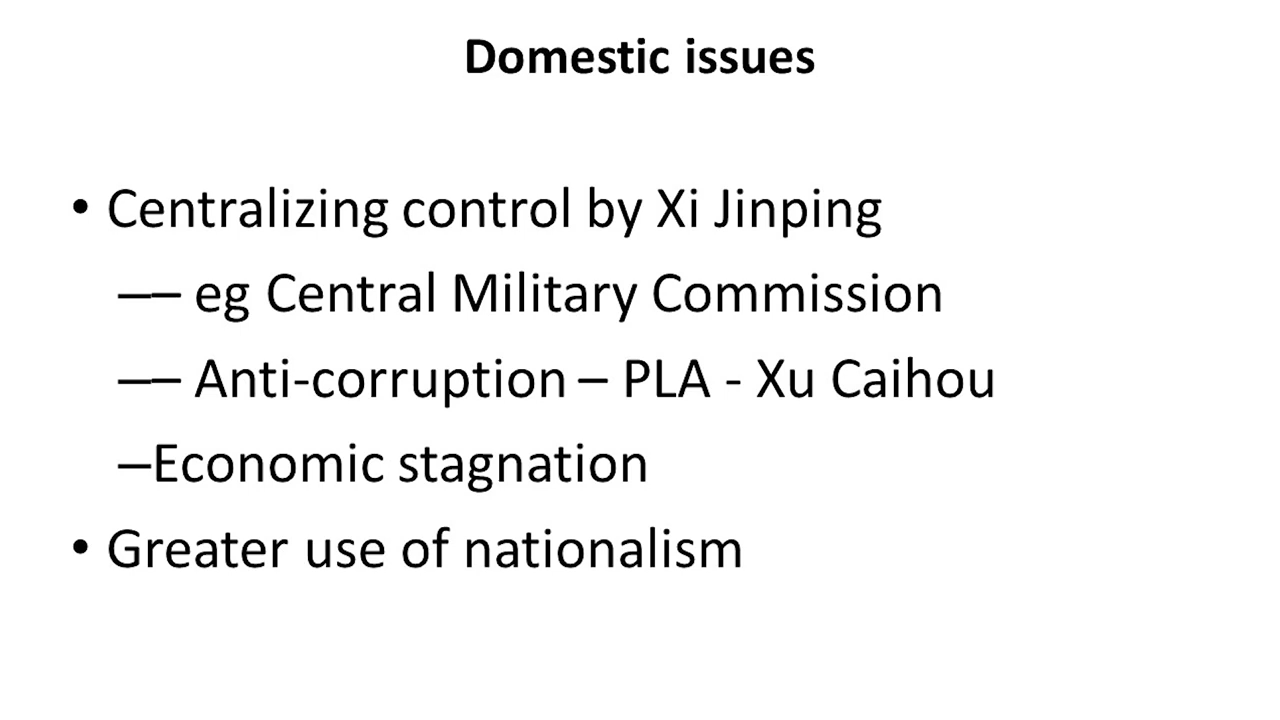 Domestic issues
• Centralizing control by Xi Jinping
—– eg Central Military Commission
—– Anti-corruption – PLA - Xu Caihou
–Economic stagnation
• Greater use of nationalism